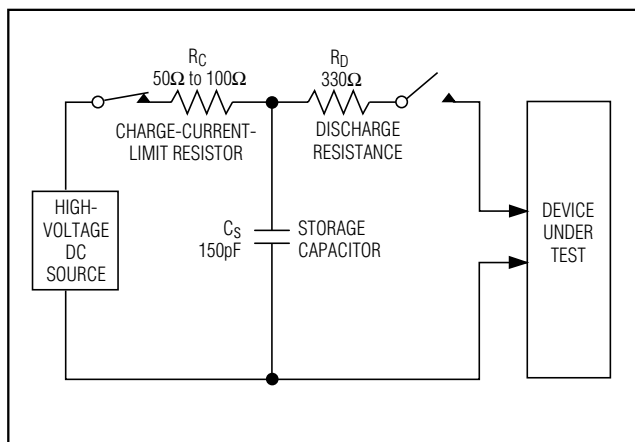 R_C
50Ω to 100Ω
CHARGE-CURRENT-
LIMIT RESISTOR
R_D
330Ω
DISCHARGE
RESISTANCE
HIGH-
VOLTAGE
DC
SOURCE
C_S
150pF
STORAGE
CAPACITOR
DEVICE
UNDER
TEST